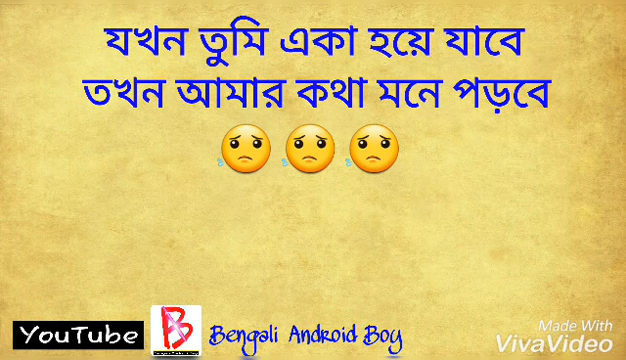 যখন তুমি একা হয়ে যাবে
তখন আমার কথা মনে পড়বে
YouTube Bengali Android Boy
Made With
VivaVideo